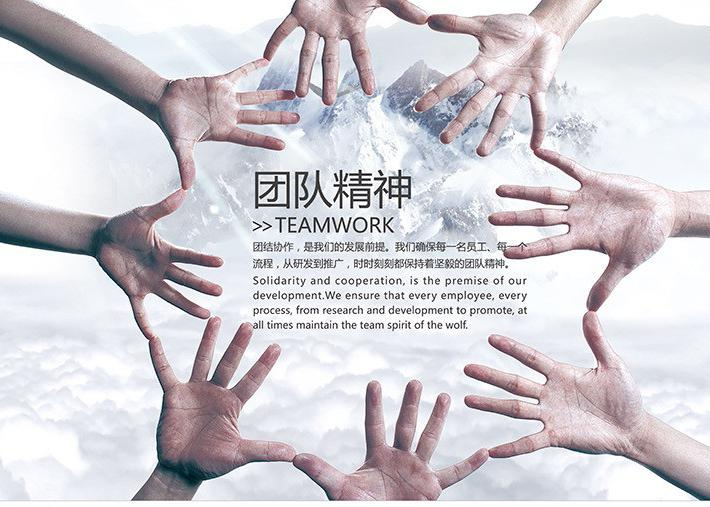 团队精神
>> TEAMWORK
团结协作，是我们的发展前提。我们确保每一名员工、每一个
流程，从研发到推广，时时刻刻都保持着坚毅的团队精神。
Solidarity and cooperation, is the premise of our
development.We ensure that every employee, every
process, from research and development to promote, at
all times maintain the team spirit of the wolf.